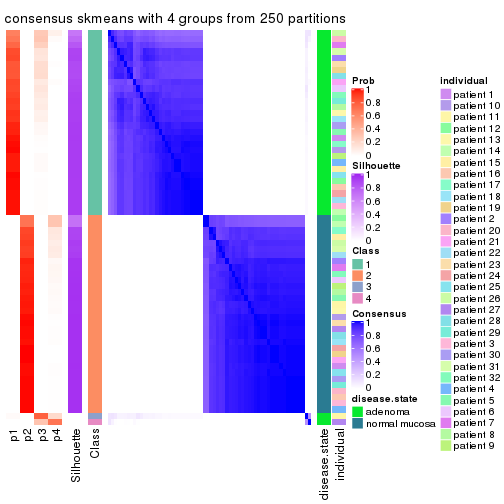 consensus skmeans with 4 groups from 250 partitions
p1
p2
p3
p4
Silhouette
Class
disease.state
individual
Prob
1
0.8
0.6
0.4
0.2
0
Silhouette
1
0.8
0.6
0.4
0.2
0
Class
1
2
3
4
Consensus
1
0.8
0.6
0.4
0.2
0
disease.state
adenoma
normal mucosa
individual
patient 1
patient 10
patient 11
patient 12
patient 13
patient 14
patient 15
patient 16
patient 17
patient 18
patient 19
patient 2
patient 20
patient 21
patient 22
patient 23
patient 24
patient 25
patient 26
patient 27
patient 28
patient 29
patient 3
patient 30
patient 31
patient 32
patient 4
patient 5
patient 6
patient 7
patient 8
patient 9